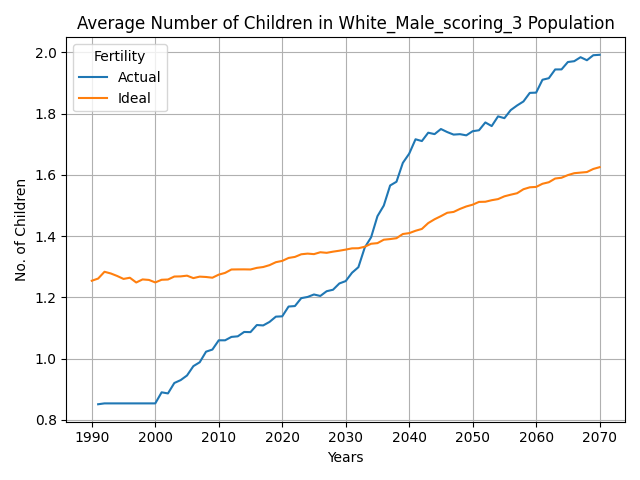 Average Number of Children in White_Male_scoring_3 Population
Fertility
Actual
Ideal
No. of Children
2.0
1.8
1.6
1.4
1.2
1.0
0.8
1990 2000 2010 2020 2030 2040 2050 2060 2070
Years